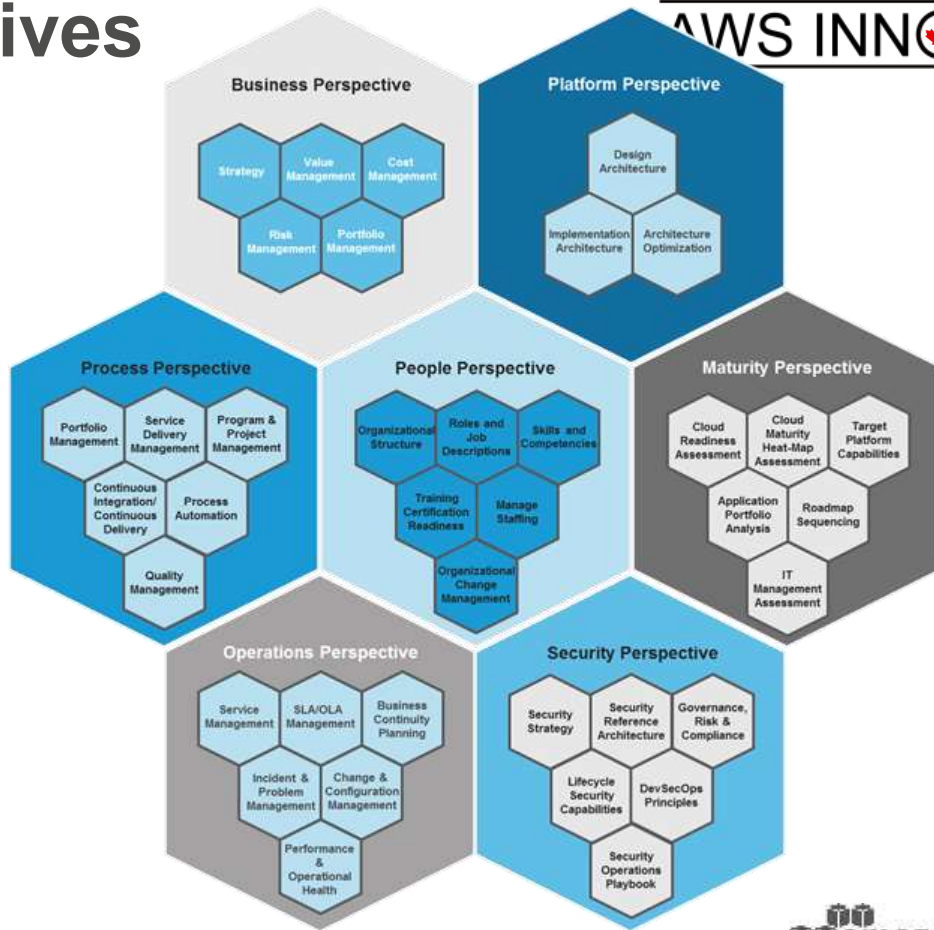 ives
AWS INNO
Business Perspective
Strategy
Value
Management
Cost
Management
Risk
Management
Portfolio
Management
Platform Perspective
Design
Architecture
Implementation
Architecture
Architecture
Optimization
Process Perspective
Portfolio
Management
Service
Delivery
Management
Program &
Project
Management
Continuous
Integration/
Continuous
Delivery
Process
Automation
Quality
Management
People Perspective
Organizational
Structure
Roles and
Job
Descriptions
Skills and
Competencies
Training
Certification
Readiness
Manage
Staffing
Organizational
Change
Management
Maturity Perspective
Cloud
Readiness
Assessment
Cloud
Maturity
Heat-Map
Assessment
Target
Platform
Capabilities
Application
Portfolio
Analysis
Roadmap
Sequencing
IT
Management
Assessment
Operations Perspective
Service
Management
SLA/OLA
Management
Business
Continuity
Planning
Incident &
Problem
Management
Change &
Configuration
Management
Performance
&
Operational
Health
Security Perspective
Security
Strategy
Security
Reference
Architecture
Governance,
Risk &
Compliance
Lifecycle
Security
Capabilities
DevSecOps
Principles
Security
Operations
Playbook